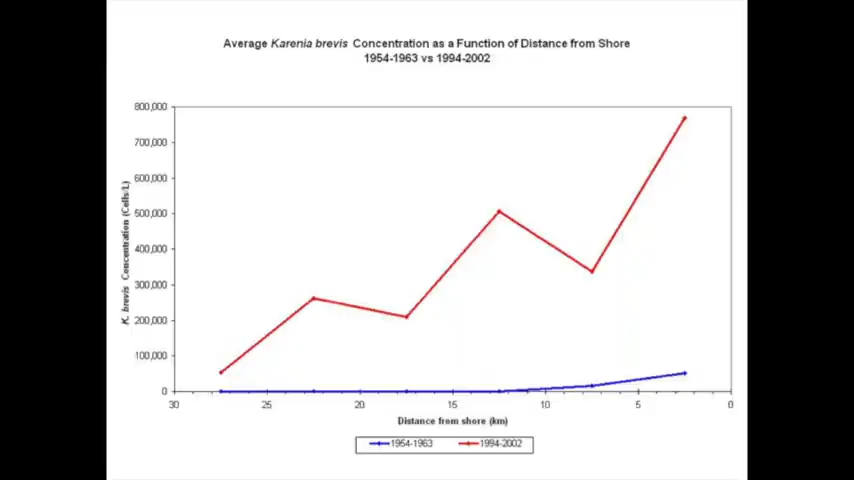 Average Karenia brevis Concentration as a Function of Distance from Shore
1954-1963 vs 1994-2002
800,000
700,000
600,000
500,000
400,000
300,000
200,000
100,000
0
K. brevis Concentration (Cells/L)
30 25 20 15 10 5 0
Distance from shore (km)
1954-1963 1994-2002